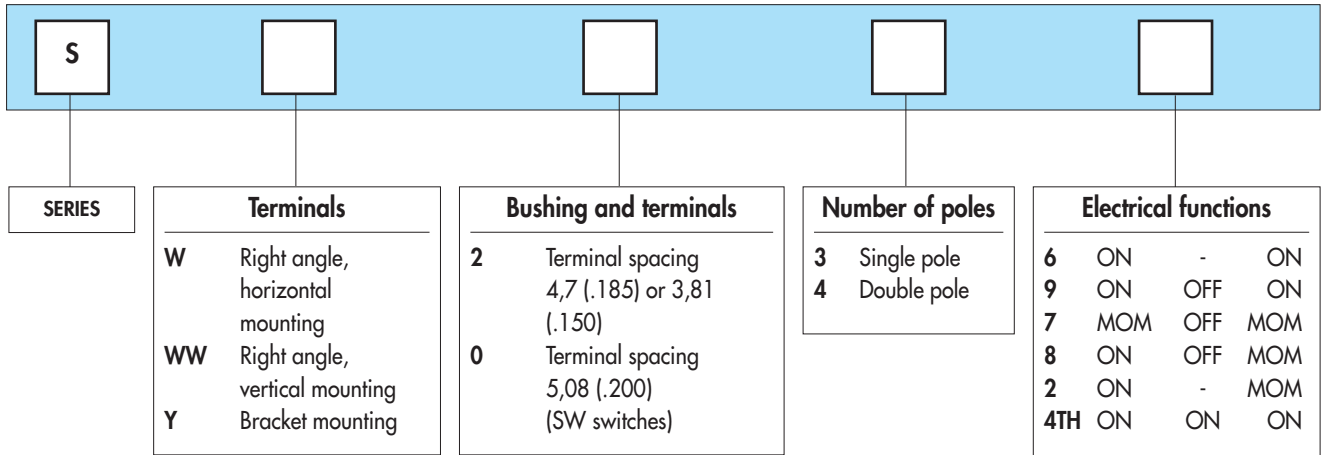 S
SERIES
Terminals
W Right angle,
horizontal
mounting
WW Right angle,
vertical mounting
Y Bracket mounting
Bushing and terminals
2 Terminal spacing
4,7 (.185) or 3,81
(.150)
0 Terminal spacing
5,08 (.200)
(SW switches)
Number of poles
3 Single pole
4 Double pole
Electrical functions
6 ON - ON
9 ON OFF ON
7 MOM OFF MOM
8 ON OFF MOM
2 ON - MOM
4TH ON ON ON